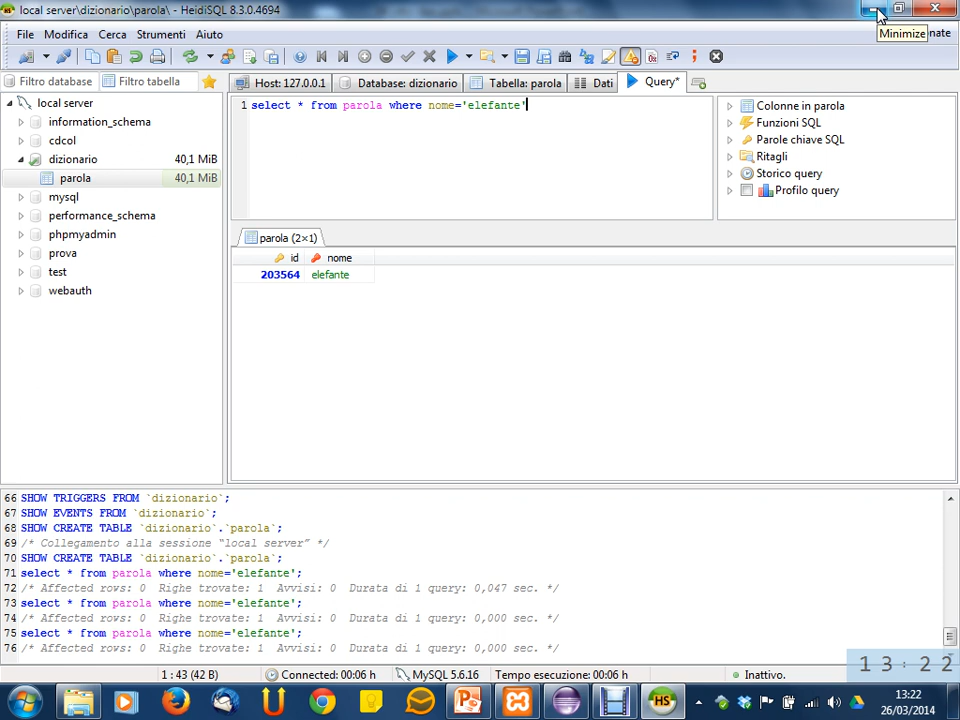 local server\dizionario\parola\ - HeidiSQL 8.3.0.4694
File Modifica Cerca Strumenti Aiuto
Minimize
nate
Filtro database Filtro tabella
Host: 127.0.0.1 Database: dizionario Tabella: parola Dati Query*
local server
information_schema
cdcol
dizionario 40,1 MiB
parola 40,1 MiB
mysql
performance_schema
phpmyadmin
prova
test
webauth
1 select * from parola where nome='elefante'
Colonne in parola
Funzioni SQL
Parole chiave SQL
Ritagli
Storico query
Profilo query
parola (2×1)
id nome
203564 elefante
66 SHOW TRIGGERS FROM `dizionario`;
67 SHOW EVENTS FROM `dizionario`;
68 SHOW CREATE TABLE `dizionario`.`parola`;
69 /* Collegamento alla sessione “local server” */
70 SHOW CREATE TABLE `dizionario`.`parola`;
71 select * from parola where nome='elefante';
72 /* Affected rows: 0 Righe trovate: 1 Avvisi: 0 Durata di 1 query: 0,047 sec. */
73 select * from parola where nome='elefante';
74 /* Affected rows: 0 Righe trovate: 1 Avvisi: 0 Durata di 1 query: 0,000 sec. */
75 select * from parola where nome='elefante';
76 /* Affected rows: 0 Righe trovate: 1 Avvisi: 0 Durata di 1 query: 0,000 sec. */
13:22
1 : 43 (42 B) Connected: 00:06 h MySQL 5.6.16 Tempo esecuzione: 00:06 h Inattivo.
HS
13:22
26/03/2014